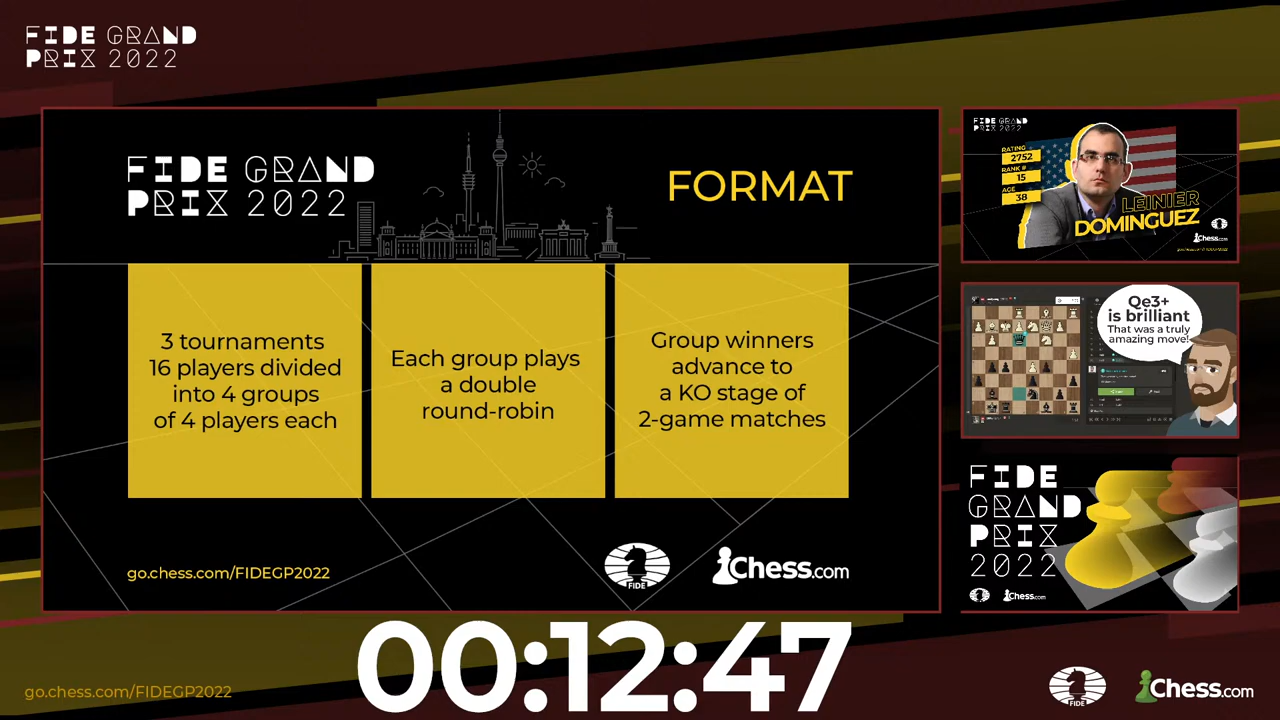 FIDE GRAND
PRIX 2022
FIDE GRAND
PRIX 2022
FORMAT
3 tournaments
16 players divided
into 4 groups
of 4 players each
Each group plays
a double
round-robin
Group winners
advance to
a KO stage of
2-game matches
go.chess.com/FIDEGP2022
FIDE
Chess.com
FIDE GRAND
PRIX 2022
RATING
2752
RANK #
15
AGE
38
LEINIER
DOMINGUEZ
Chess.com
Qe3+
is brilliant
That was a truly
amazing move!
FIDE
GRAND
PRIX
2022
Chess.com
00:12:47
go.chess.com/FIDEGP2022
FIDE
Chess.com